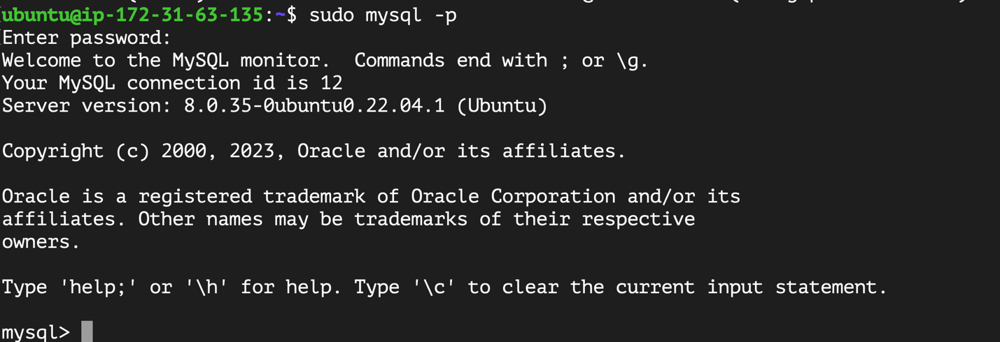 ubuntu@ip-172-31-63-135:~$ sudo mysql -p
Enter password:
Welcome to the MySQL monitor.  Commands end with ; or \g.
Your MySQL connection id is 12
Server version: 8.0.35-0ubuntu0.22.04.1 (Ubuntu)

Copyright (c) 2000, 2023, Oracle and/or its affiliates.

Oracle is a registered trademark of Oracle Corporation and/or its
affiliates. Other names may be trademarks of their respective
owners.

Type 'help;' or '\h' for help. Type '\c' to clear the current input statement.

mysql>